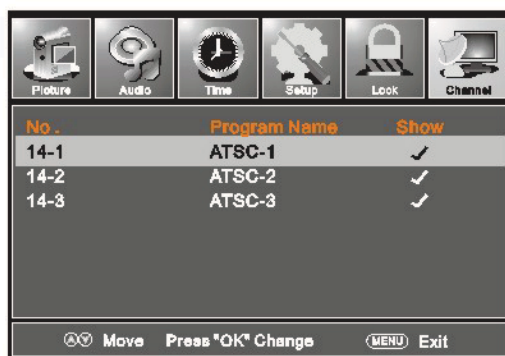 Picture Audio Time Setup Lock Channel
No. Program Name Show
14-1 ATSC-1 ✓
14-2 ATSC-2 ✓
14-3 ATSC-3 ✓
Move Press "OK" Change MENU Exit